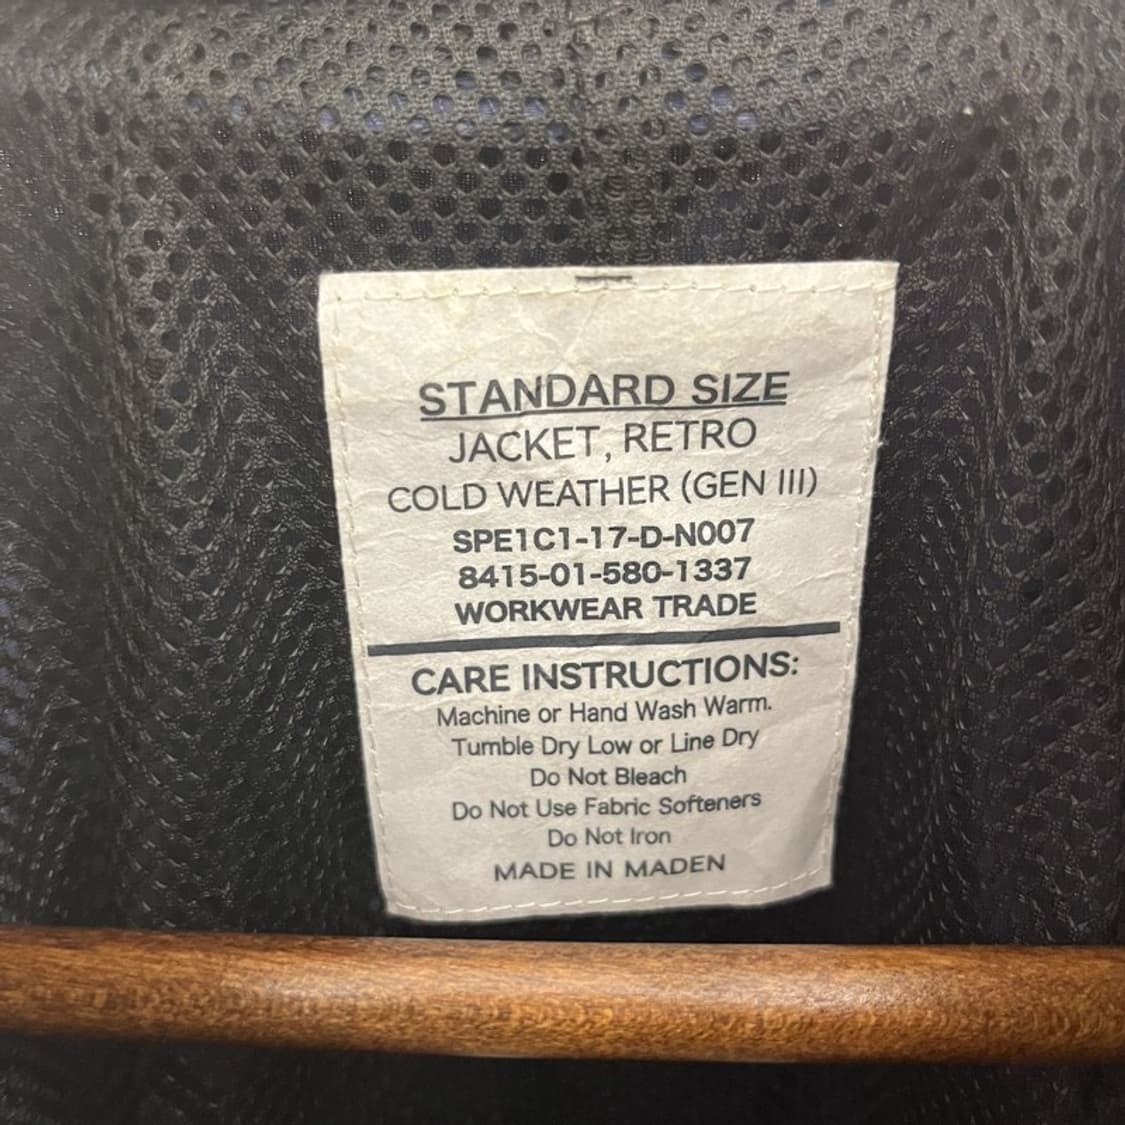 STANDARD SIZE
JACKET, RETRO
COLD WEATHER (GEN III)
SPE1C1-17-D-N007
8415-01-580-1337
WORKWEAR TRADE
CARE INSTRUCTIONS:
Machine or Hand Wash Warm.
Tumble Dry Low or Line Dry
Do Not Bleach
Do Not Use Fabric Softeners
Do Not Iron
MADE IN MADEN